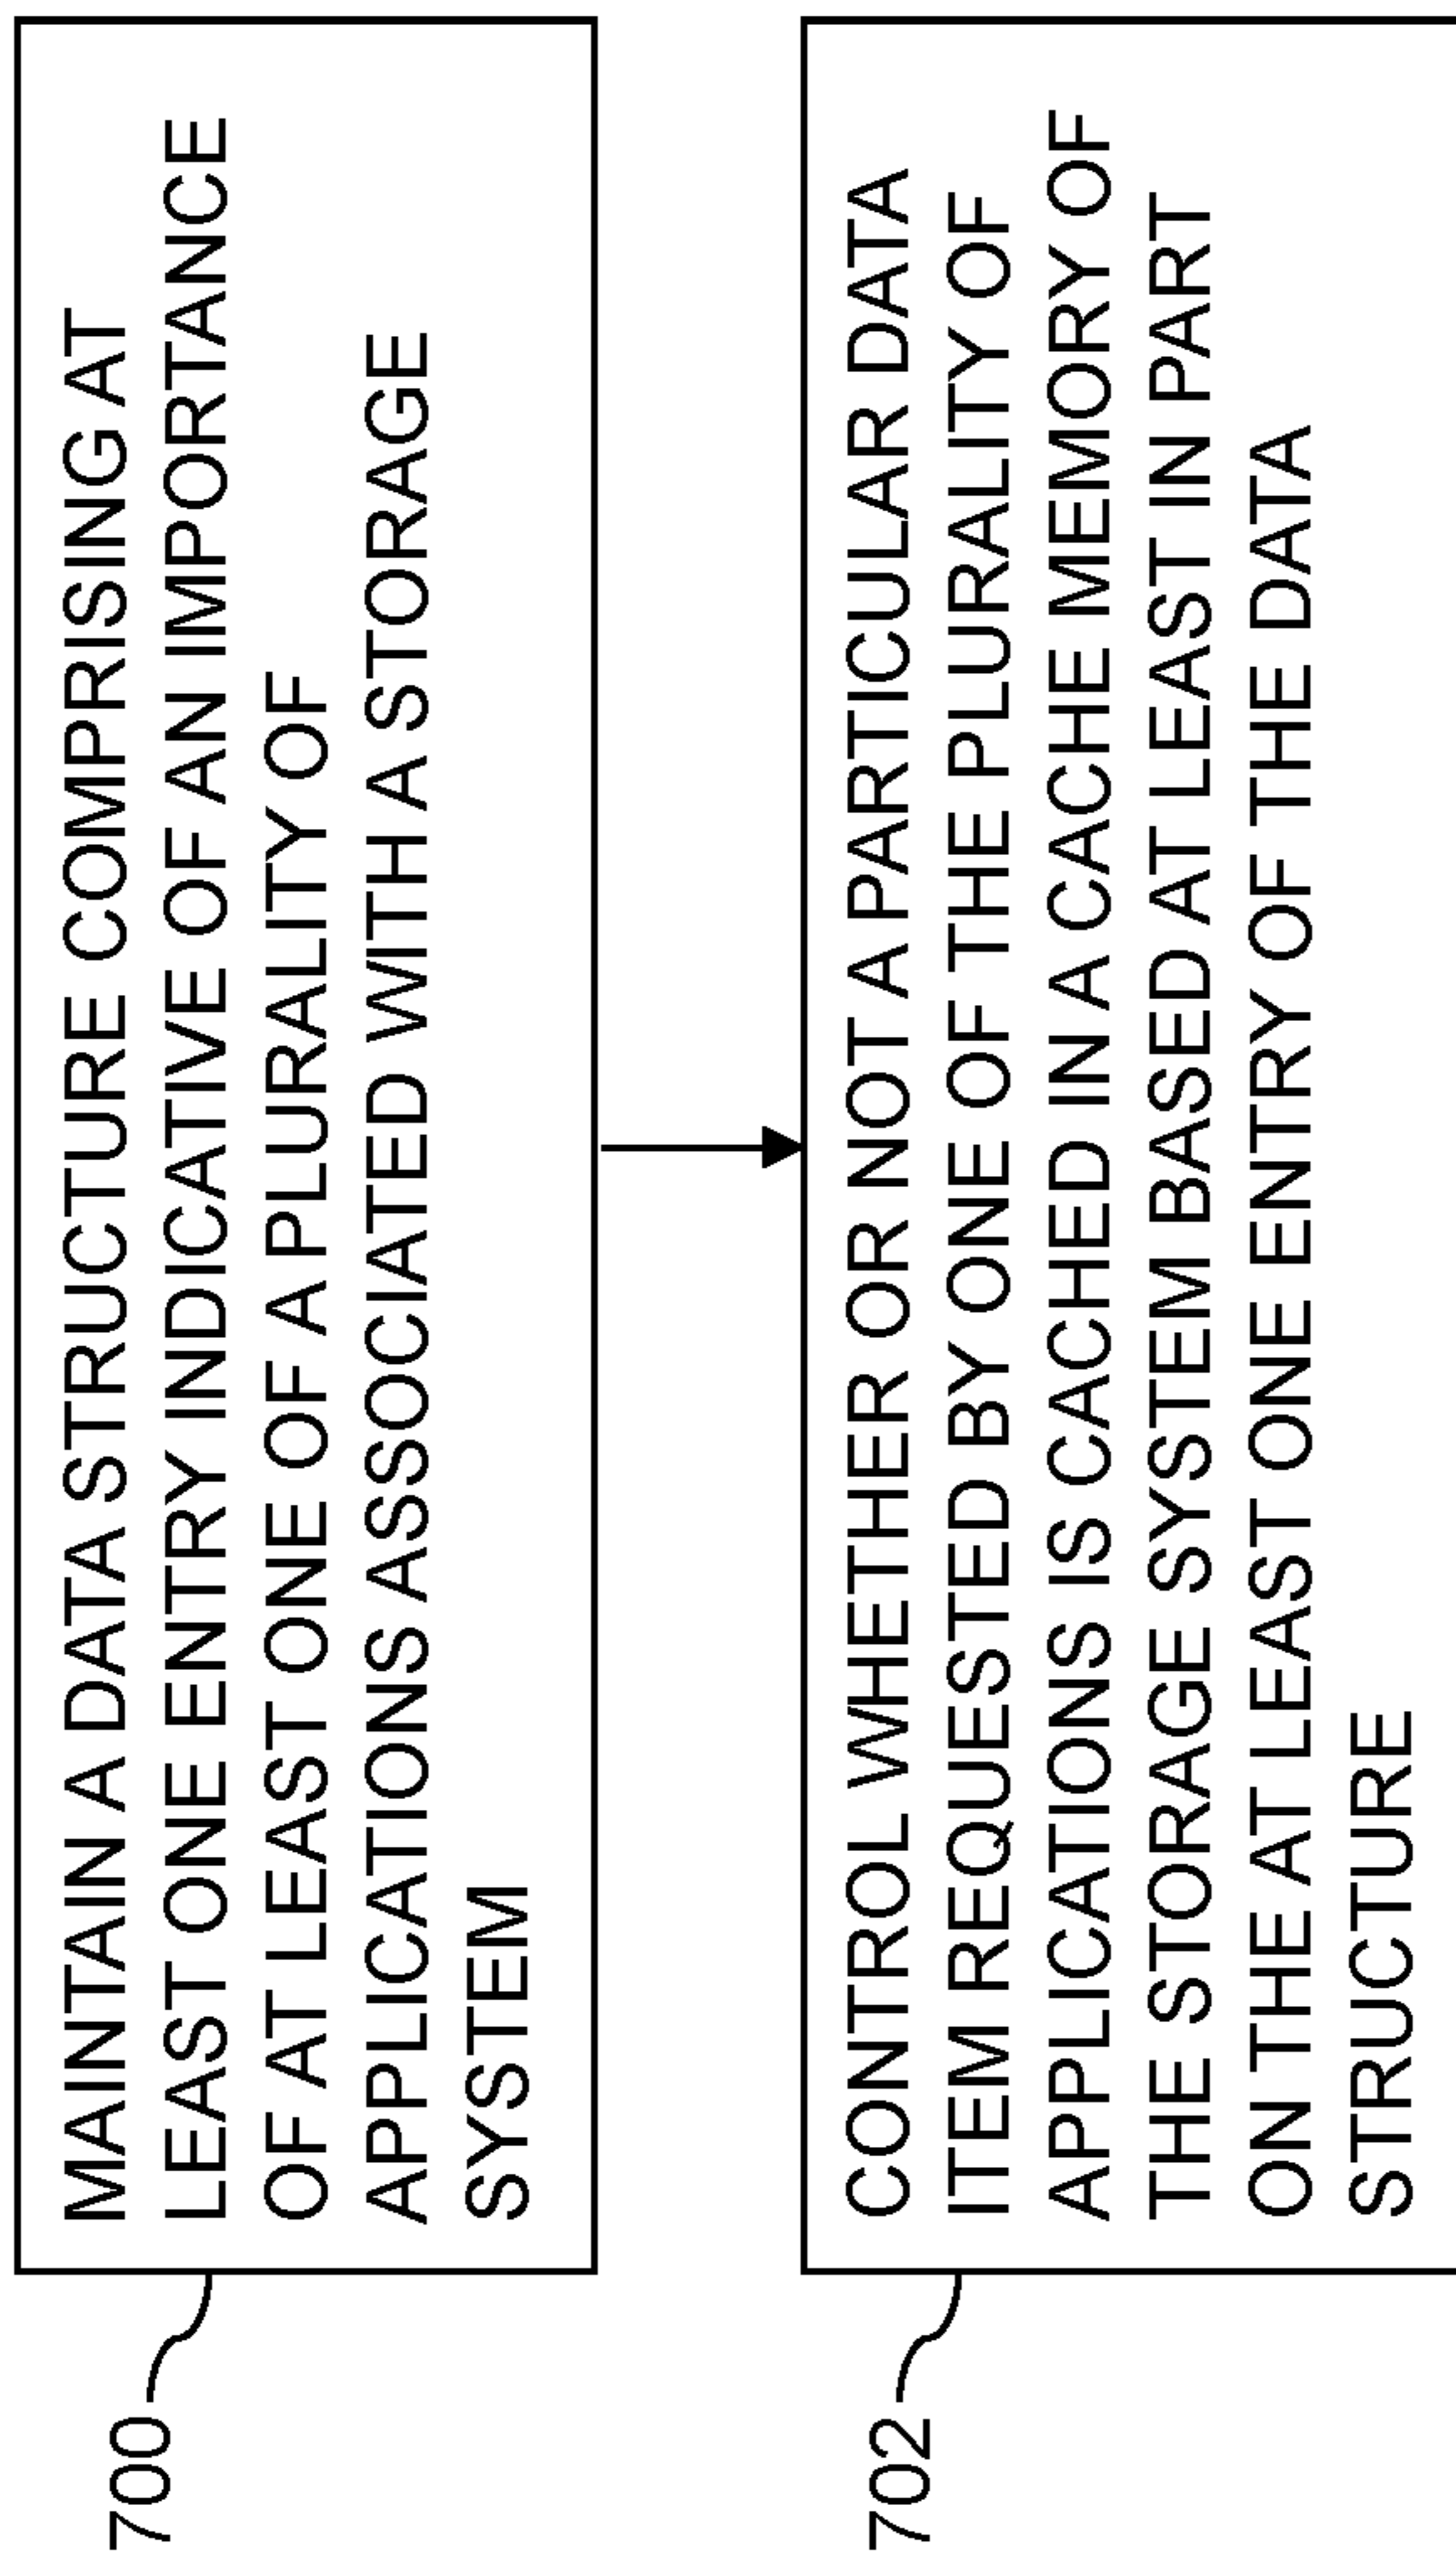 700
MAINTAIN A DATA STRUCTURE COMPRISING AT
LEAST ONE ENTRY INDICATIVE OF AN IMPORTANCE
OF AT LEAST ONE OF A PLURALITY OF
APPLICATIONS ASSOCIATED WITH A STORAGE
SYSTEM
702
CONTROL WHETHER OR NOT A PARTICULAR DATA
ITEM REQUESTED BY ONE OF THE PLURALITY OF
APPLICATIONS IS CACHED IN A CACHE MEMORY OF
THE STORAGE SYSTEM BASED AT LEAST IN PART
ON THE AT LEAST ONE ENTRY OF THE DATA
STRUCTURE